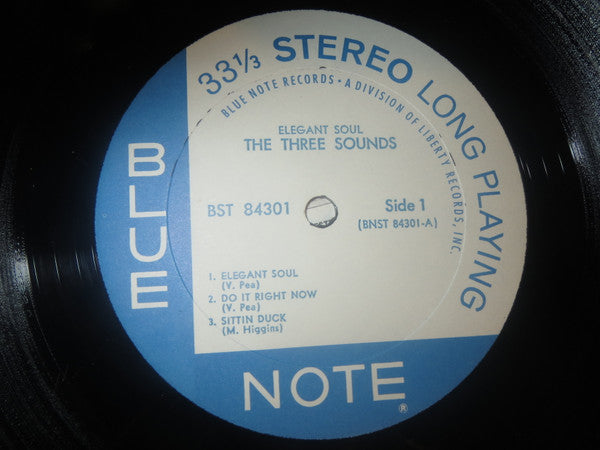 33⅓ STEREO LONG PLAYING
BLUE NOTE RECORDS • A DIVISION OF LIBERTY RECORDS, INC.
ELEGANT SOUL
THE THREE SOUNDS
BST 84301
Side 1
(BNST 84301-A)
1. ELEGANT SOUL
(V. Pea)
2. DO IT RIGHT NOW
(V. Pea)
3. SITTIN DUCK
(M. Higgins)
BLUE
NOTE®